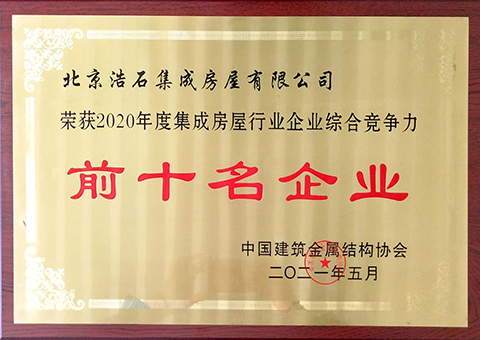 北京浩石集成房屋有限公司
荣获2020年度集成房屋行业企业综合竞争力
前十名企业
中国建筑金属结构协会
二〇二一年五月